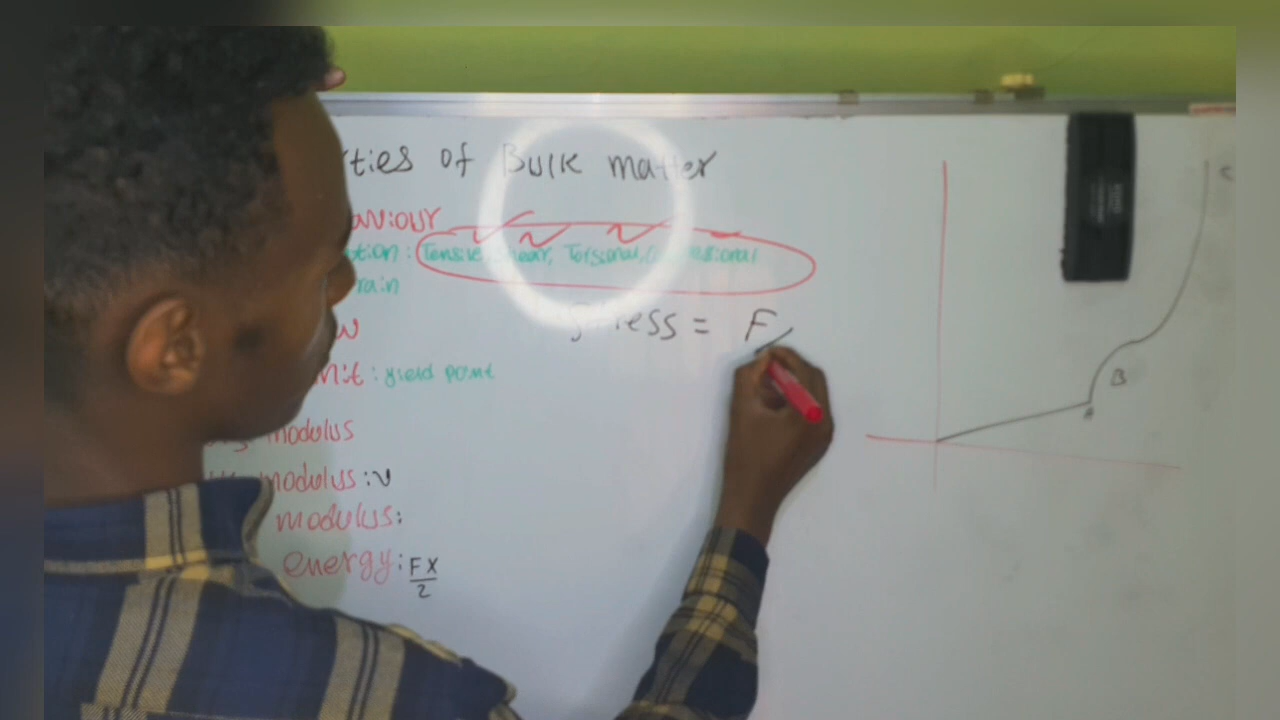 ties of Bulk matter
aviour
tion: Tensile, shear, Torsional,
rain
w
mit: yield point
stress = F
modulus
modulus: v
modulus:
energy: FX/2
C
B
A